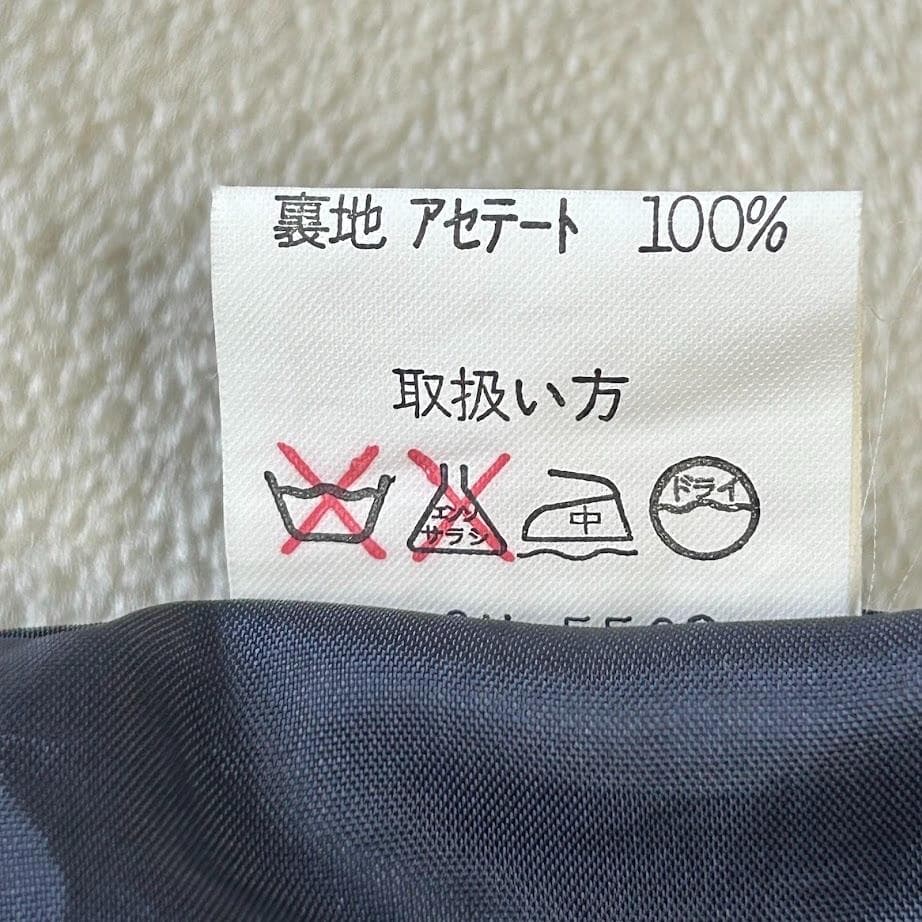 裏地 アセテート 100%
取扱い方
エンソ
サラシ
中
ドライ